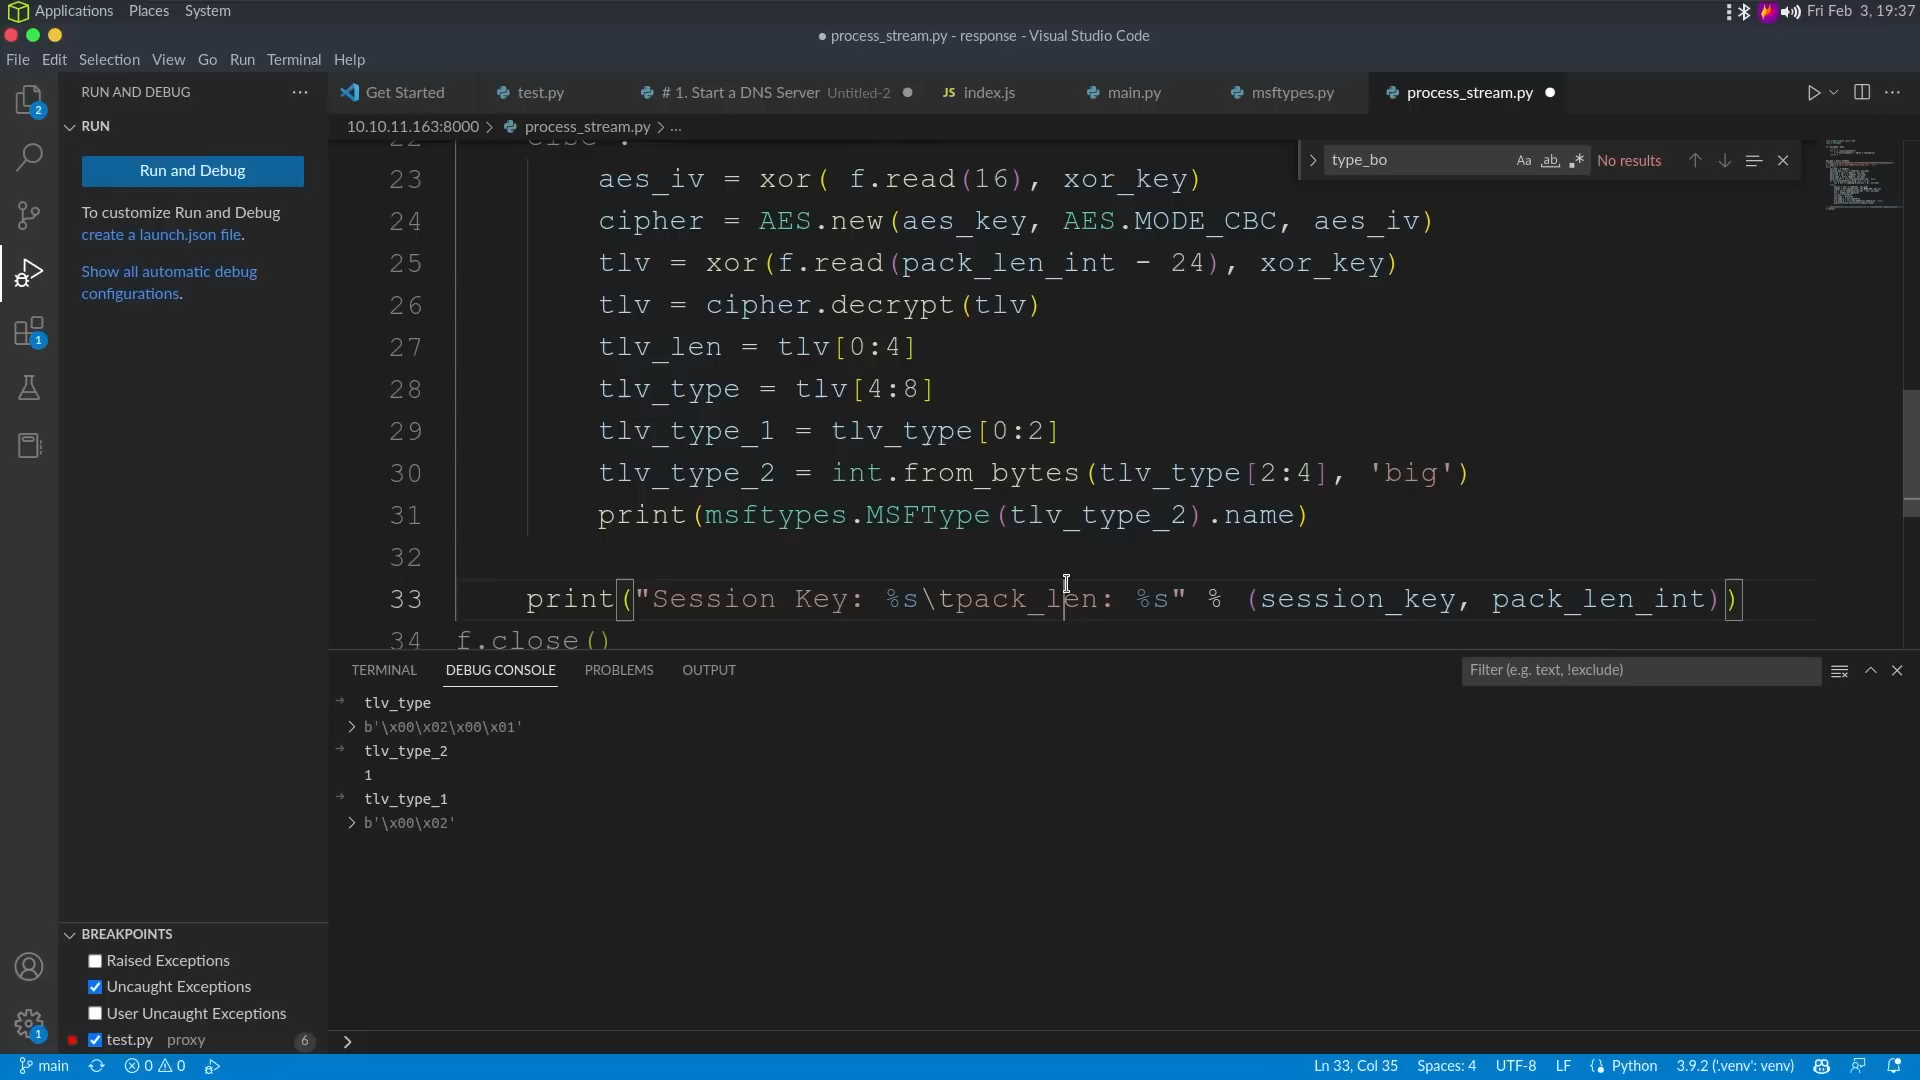 Applications Places System
Fri Feb 3, 19:37
● process_stream.py - response - Visual Studio Code
File Edit Selection View Go Run Terminal Help
RUN AND DEBUG
Get Started test.py # 1. Start a DNS Server Untitled-2 index.js main.py msftypes.py process_stream.py
JS
2
RUN
10.10.11.163:8000 > process_stream.py > ...
Run and Debug
To customize Run and Debug
create a launch.json file.
Show all automatic debug
configurations.
1
type_bo Aa ab .* No results
22 else :
23 aes_iv = xor( f.read(16), xor_key)
24 cipher = AES.new(aes_key, AES.MODE_CBC, aes_iv)
25 tlv = xor(f.read(pack_len_int - 24), xor_key)
26 tlv = cipher.decrypt(tlv)
27 tlv_len = tlv[0:4]
28 tlv_type = tlv[4:8]
29 tlv_type_1 = tlv_type[0:2]
30 tlv_type_2 = int.from_bytes(tlv_type[2:4], 'big')
31 print(msftypes.MSFType(tlv_type_2).name)
32
33 print("Session Key: %s\tpack_len: %s" % (session_key, pack_len_int))
34 f.close()
TERMINAL DEBUG CONSOLE PROBLEMS OUTPUT
Filter (e.g. text, !exclude)
tlv_type
b'\x00\x02\x00\x01'
tlv_type_2
1
tlv_type_1
b'\x00\x02'
BREAKPOINTS
Raised Exceptions
Uncaught Exceptions
User Uncaught Exceptions
test.py proxy 6
1
main 0 0
Ln 33, Col 35 Spaces: 4 UTF-8 LF Python 3.9.2 ('.venv': venv)